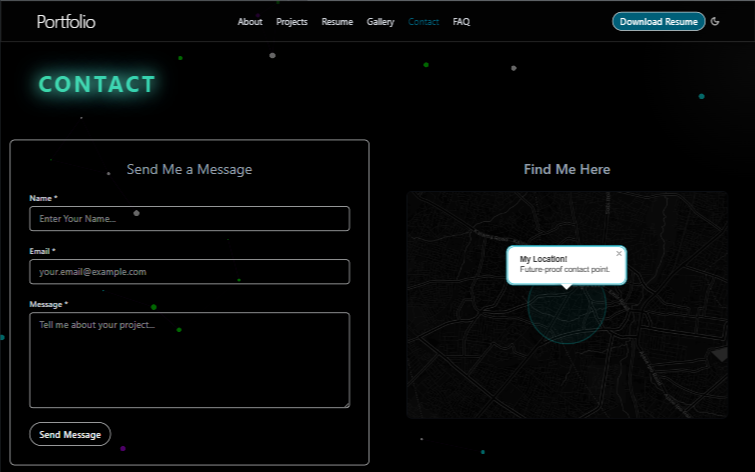 Portfolio
About Projects Resume Gallery Contact FAQ
Download Resume
CONTACT
Send Me a Message
Name *
Enter Your Name...
Email *
your.email@example.com
Message *
Tell me about your project...
Send Message
Find Me Here
My Location!
Future-proof contact point.